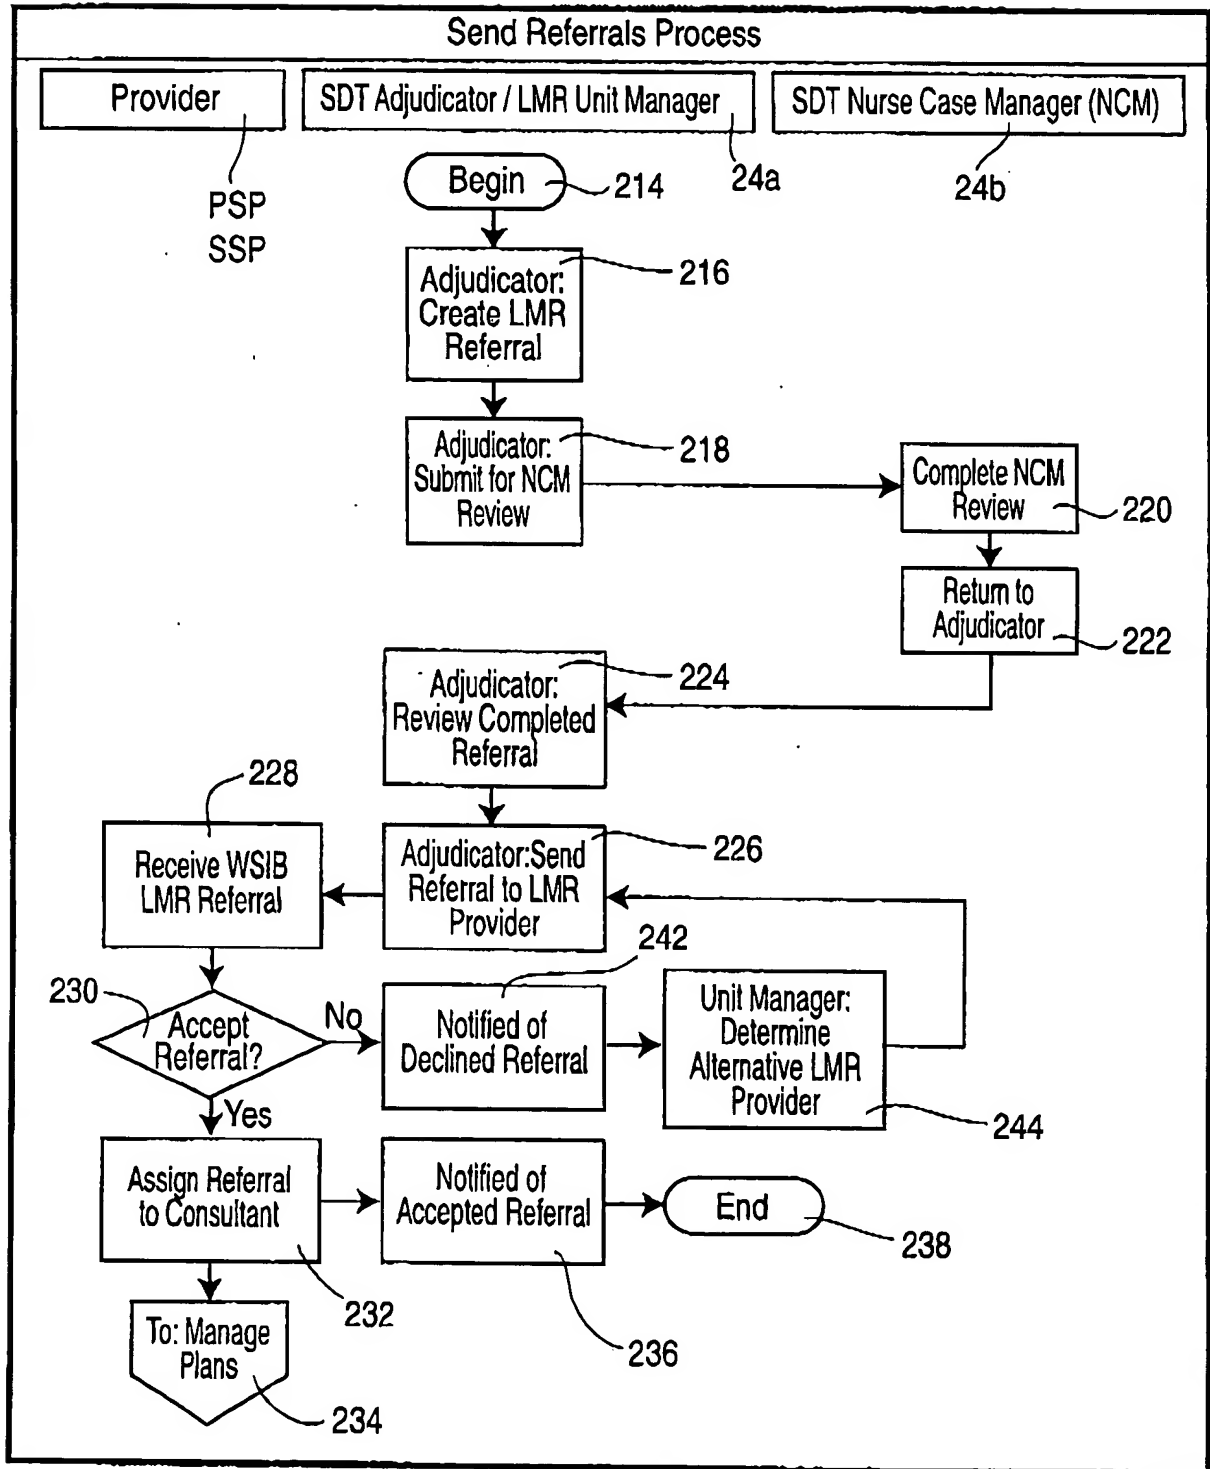 Send Referrals Process
Provider
SDT Adjudicator / LMR Unit Manager
SDT Nurse Case Manager (NCM)
PSP
SSP
24a
24b
Begin
214
Adjudicator:
Create LMR
Referral
216
Adjudicator:
Submit for NCM
Review
218
Complete NCM
Review
220
Return to
Adjudicator
222
Adjudicator:
Review Completed
Referral
224
228
Receive WSIB
LMR Referral
Adjudicator:Send
Referral to LMR
Provider
226
242
230
Accept
Referral?
No
Notified of
Declined Referral
Unit Manager:
Determine
Alternative LMR
Provider
244
Yes
Assign Referral
to Consultant
232
Notified of
Accepted Referral
236
End
238
To: Manage
Plans
234